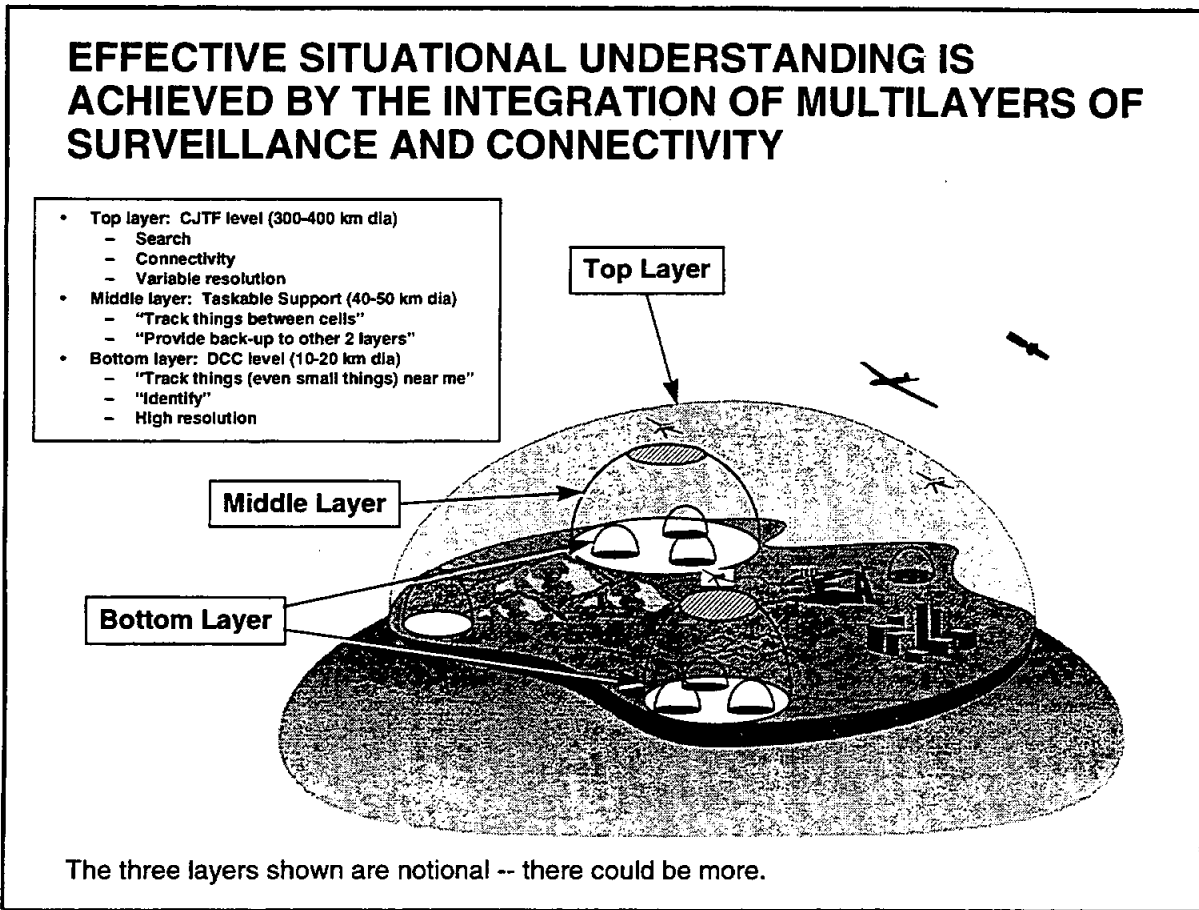 EFFECTIVE SITUATIONAL UNDERSTANDING IS
ACHIEVED BY THE INTEGRATION OF MULTILAYERS OF
SURVEILLANCE AND CONNECTIVITY
• Top layer: CJTF level (300-400 km dia)
– Search
– Connectivity
– Variable resolution
• Middle layer: Taskable Support (40-50 km dia)
– "Track things between cells"
– "Provide back-up to other 2 layers"
• Bottom layer: DCC level (10-20 km dia)
– "Track things (even small things) near me"
– "Identify"
– High resolution
Top Layer
Middle Layer
Bottom Layer
The three layers shown are notional -- there could be more.